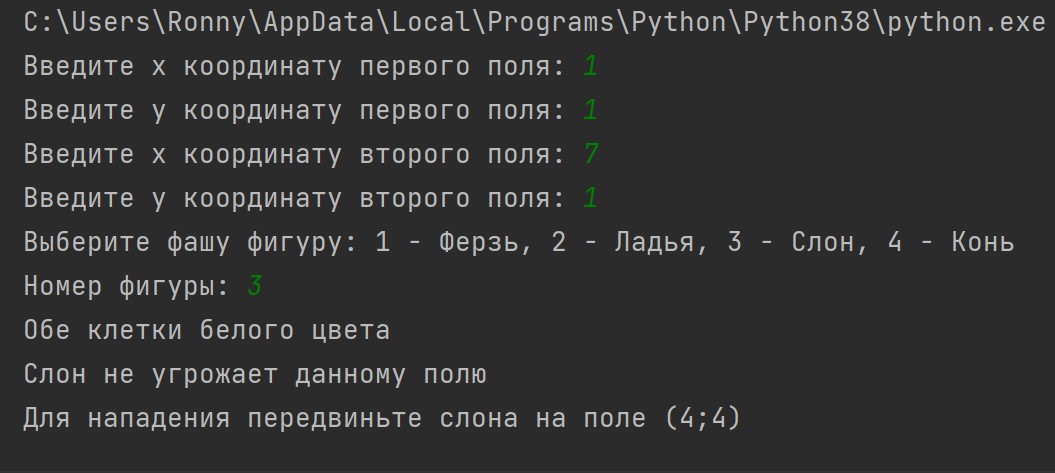 C:\Users\Ronny\AppData\Local\Programs\Python\Python38\python.exe
Введите x координату первого поля: 1
Введите y координату первого поля: 1
Введите x координату второго поля: 7
Введите y координату второго поля: 1
Выберите фашу фигуру: 1 - Ферзь, 2 - Ладья, 3 - Слон, 4 - Конь
Номер фигуры: 3
Обе клетки белого цвета
Слон не угрожает данному полю
Для нападения передвиньте слона на поле (4;4)